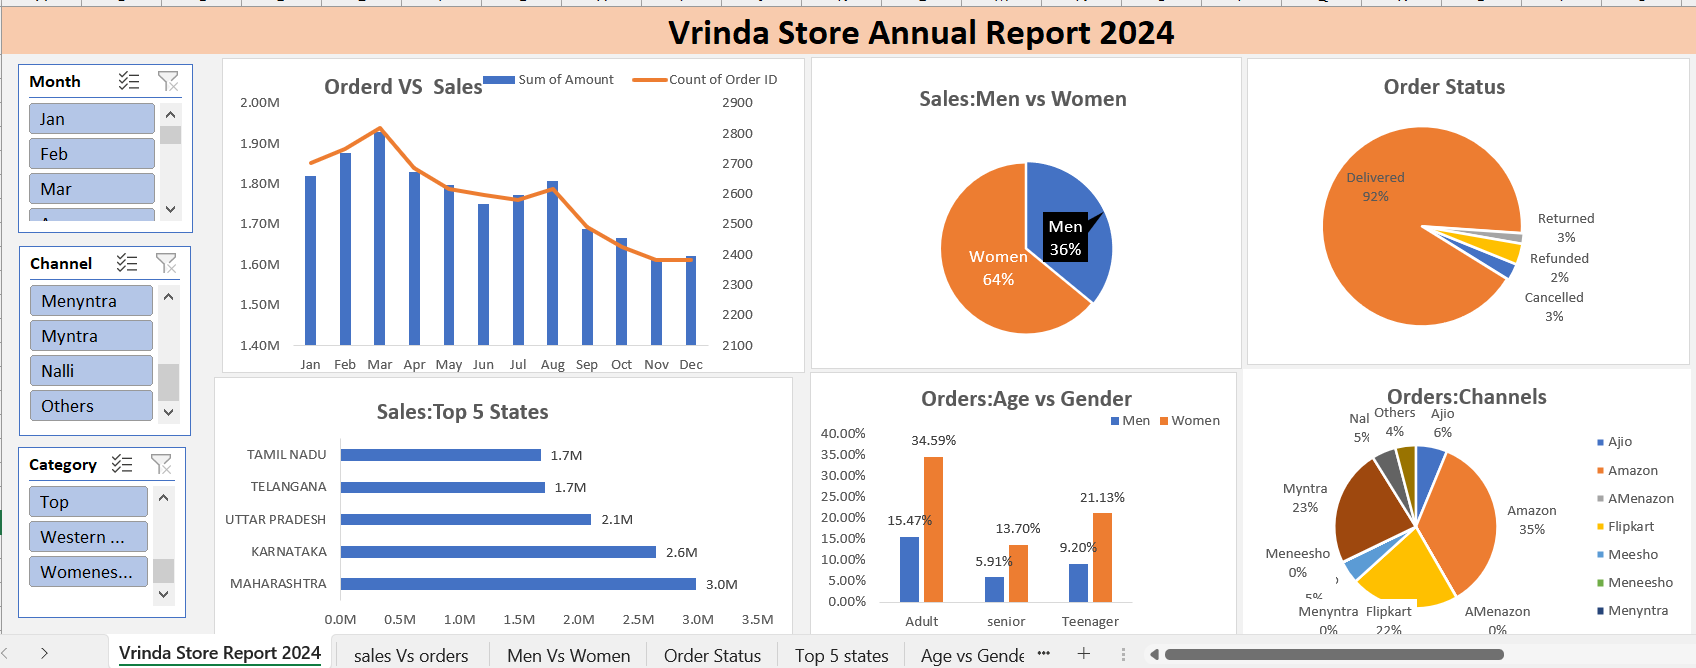 Vrinda Store Annual Report 2024
Month
Jan
Feb
Mar
Channel
Menyntra
Myntra
Nalli
Others
Category
Top
Western ...
Womenes...
Orderd VS  Sales
Sum of Amount
Count of Order ID
2.00M
1.90M
1.80M
1.70M
1.60M
1.50M
1.40M
2900
2800
2700
2600
2500
2400
2300
2200
2100
Jan Feb Mar Apr May Jun Jul Aug Sep Oct Nov Dec
Sales:Men vs Women
Men
36%
Women
64%
Order Status
Delivered
92%
Returned
3%
Refunded
2%
Cancelled
3%
Sales:Top 5 States
TAMIL NADU 1.7M
TELANGANA 1.7M
UTTAR PRADESH 2.1M
KARNATAKA 2.6M
MAHARASHTRA 3.0M
0.0M 0.5M 1.0M 1.5M 2.0M 2.5M 3.0M 3.5M
Orders:Age vs Gender
Men Women
40.00%
35.00%
30.00%
25.00%
20.00%
15.00%
10.00%
5.00%
0.00%
15.47%
34.59%
5.91%
13.70%
9.20%
21.13%
Adult senior Teenager
Orders:Channels
Nal
5%
Others
4%
Ajio
6%
Myntra
23%
Amazon
35%
Meneesho
0%
5%
Menyntra
0%
Flipkart
22%
AMenazon
0%
Ajio
Amazon
AMenazon
Flipkart
Meesho
Meneesho
Menyntra
Vrinda Store Report 2024 sales Vs orders Men Vs Women Order Status Top 5 states Age vs Gende ...